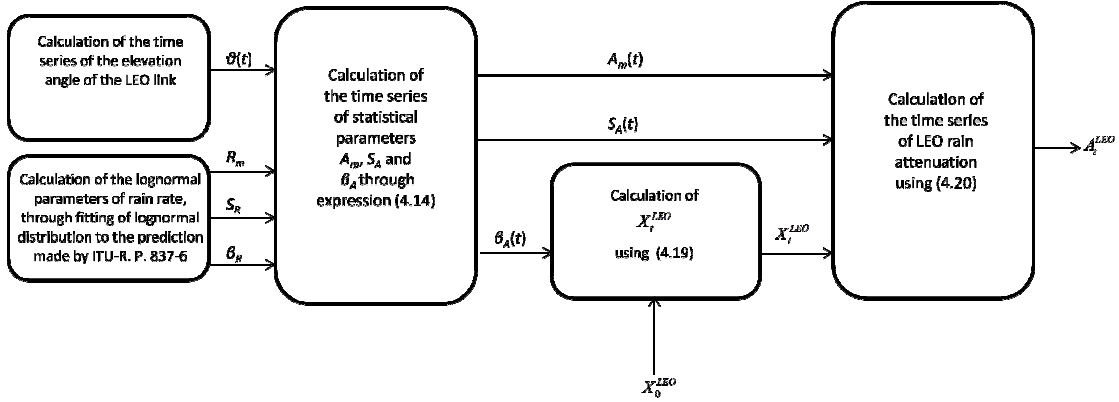 Calculation of the time
series of the elevation
angle of the LEO link
ϑ(t)
Calculation of the lognormal
parameters of rain rate,
through fitting of lognormal
distribution to the prediction
made by ITU-R. P. 837-6
R_m
S_R
β_R
Calculation of
the time series
of statistical
parameters
A_m, S_A and
β_A through
expression (4.14)
A_m(t)
S_A(t)
β_A(t)
Calculation of
X_t^{LEO}
using (4.19)
X_0^{LEO}
X_t^{LEO}
Calculation of
the time series
of LEO rain
attenuation
using (4.20)
A_t^{LEO}